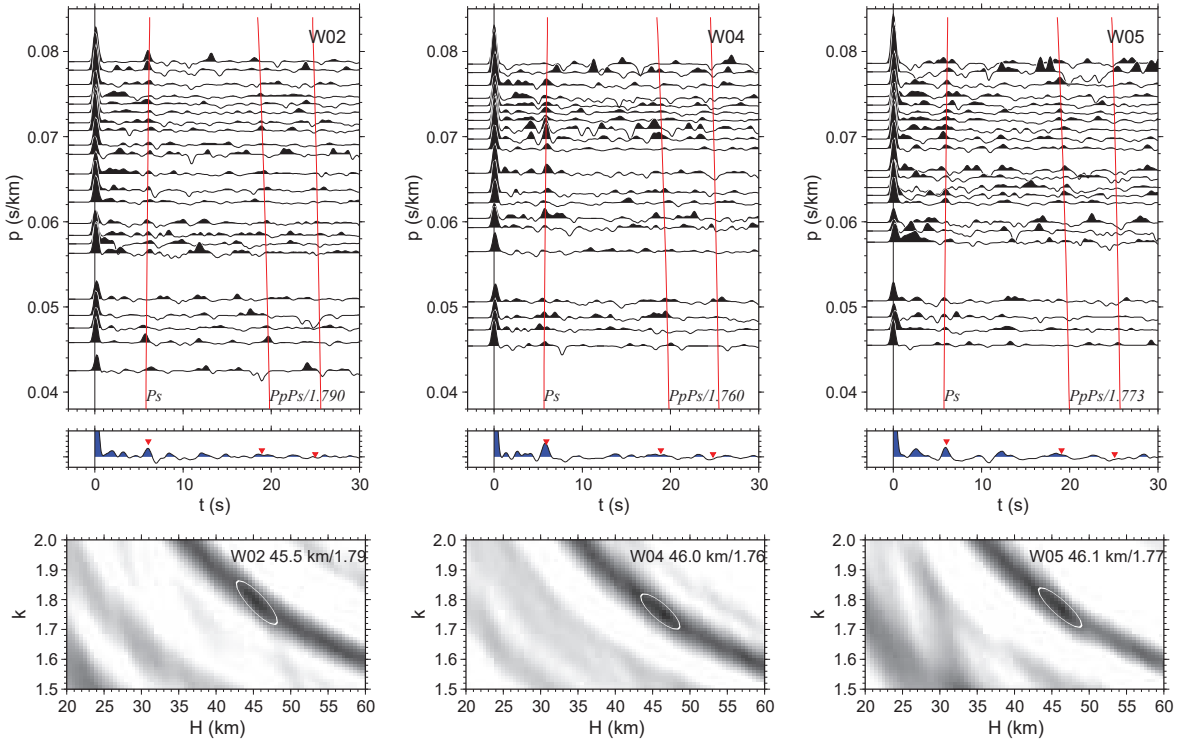 W02
W04
W05
0.08
0.07
0.06
0.05
0.04
p (s/km)
Ps
PpPs/1.790
0.08
0.07
0.06
0.05
0.04
p (s/km)
Ps
PpPs/1.760
0.08
0.07
0.06
0.05
0.04
p (s/km)
Ps
PpPs/1.773
0 10 20 30
t (s)
0 10 20 30
t (s)
0 10 20 30
t (s)
W02 45.5 km/1.79
2.0
1.9
1.8
1.7
1.6
1.5
k
20 25 30 35 40 45 50 55 60
H (km)
W04 46.0 km/1.76
2.0
1.9
1.8
1.7
1.6
1.5
k
20 25 30 35 40 45 50 55 60
H (km)
W05 46.1 km/1.77
2.0
1.9
1.8
1.7
1.6
1.5
k
20 25 30 35 40 45 50 55 60
H (km)